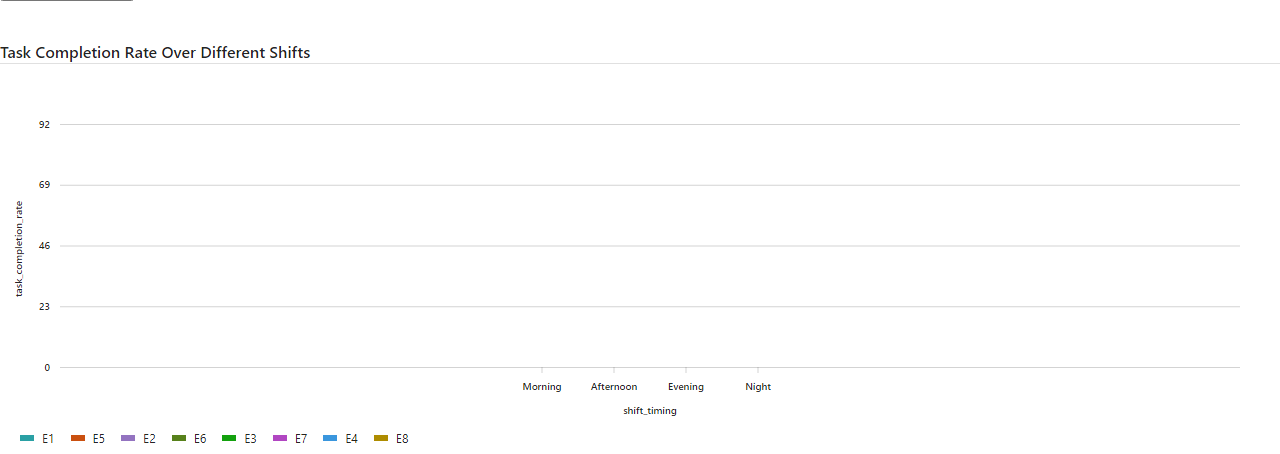 Task Completion Rate Over Different Shifts
92
69
46
23
0
task_completion_rate
Morning Afternoon Evening Night
shift_timing
E1 E5 E2 E6 E3 E7 E4 E8